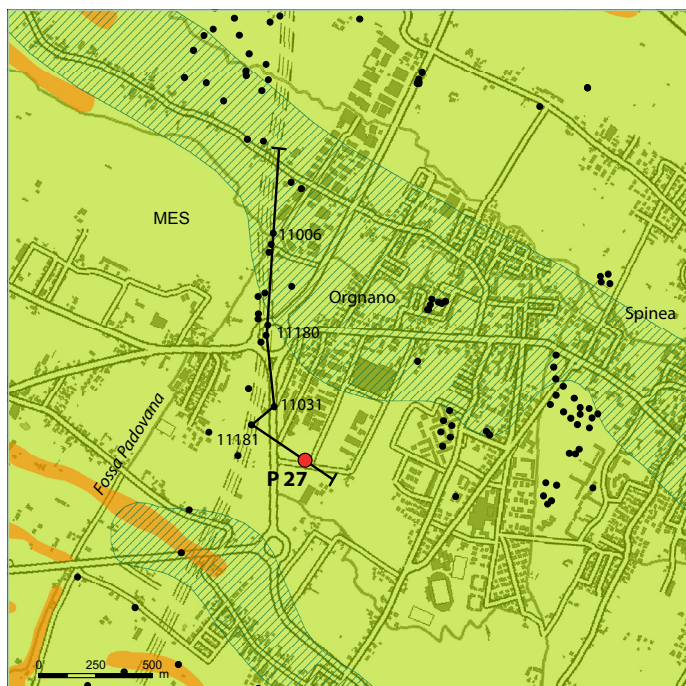 MES
11006
Orgnano
Spinea
11180
11031
Fossa Padovana
11181
P 27
0 250 500
m